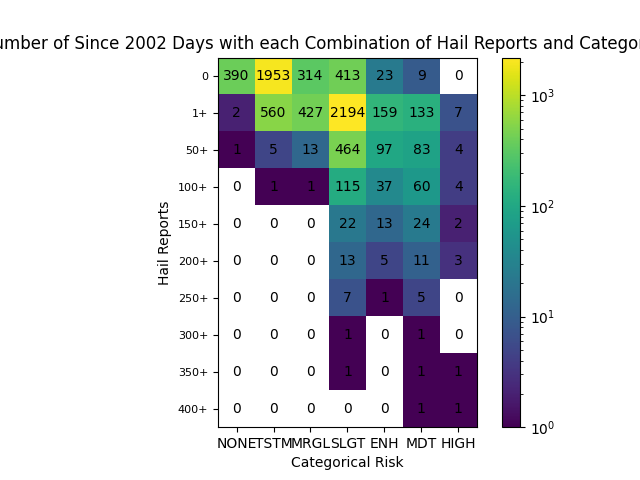 umber of Since 2002 Days with each Combination of Hail Reports and Categor
0 390 1953 314 413 23 9 0
1+ 2 560 427 2194 159 133 7
50+ 1 5 13 464 97 83 4
100+ 0 1 1 115 37 60 4
150+ 0 0 0 22 13 24 2
200+ 0 0 0 13 5 11 3
250+ 0 0 0 7 1 5 0
300+ 0 0 0 1 0 1 0
350+ 0 0 0 1 0 1 1
400+ 0 0 0 0 0 1 1
NONE TSTM MRGL SLGT ENH MDT HIGH
Categorical Risk
Hail Reports
10³
10²
10¹
10⁰